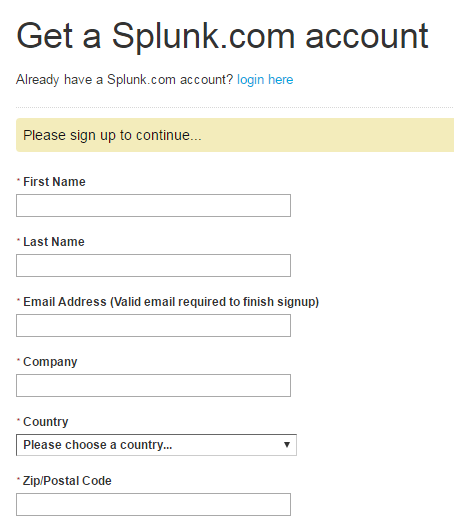 Get a Splunk.com account
Already have a Splunk.com account? login here
Please sign up to continue...
* First Name
* Last Name
* Email Address (Valid email required to finish signup)
* Company
* Country
Please choose a country...
* Zip/Postal Code